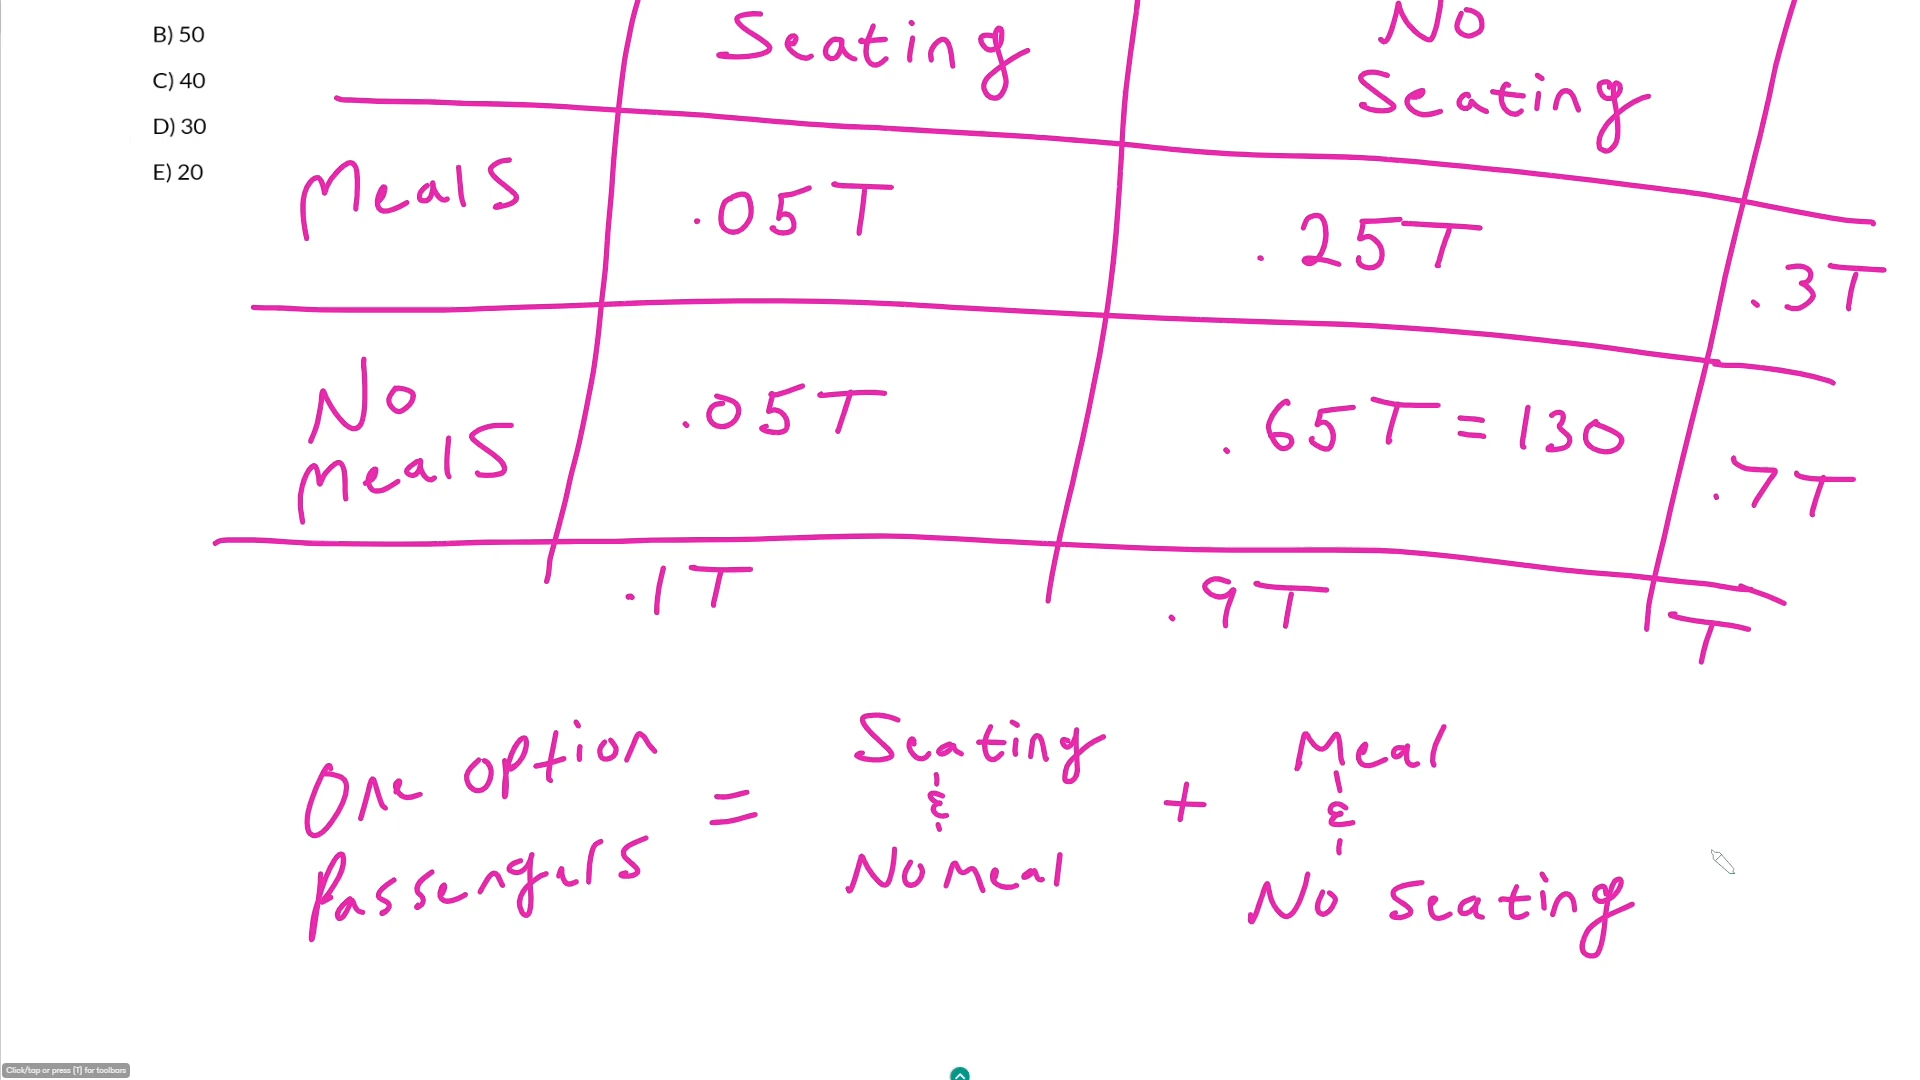 B) 50
C) 40
D) 30
E) 20
Seating
No
Seating
Meals
.05T
.25T
.3T
No
Meals
.05T
.65T = 130
.7T
.1T
.9T
T
One option
Passengers
=
Seating
&
No meal
+
Meal
&
No Seating
Click/tap or press [T] for toolbars